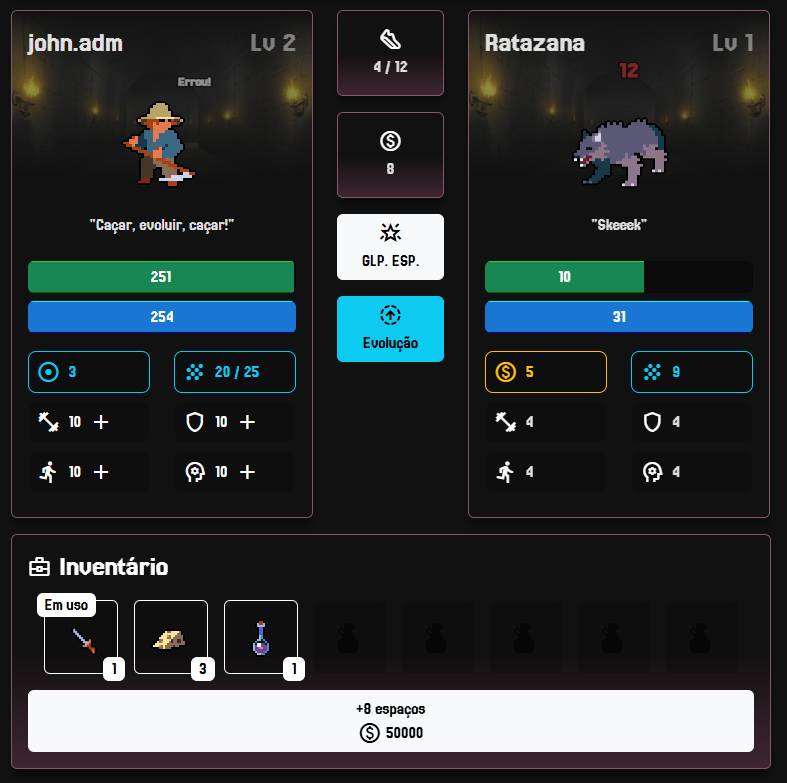 john.adm
Lv 2
Errou!
"Caçar, evoluir, caçar!"
251
254
3
20 / 25
10 +
10 +
10 +
10 +
4 / 12
8
GLP. ESP.
Evolução
Ratazana
Lv 1
12
"Skeeek"
10
31
5
9
4
4
4
4
Inventário
Em uso
1
3
1
+8 espaços
50000